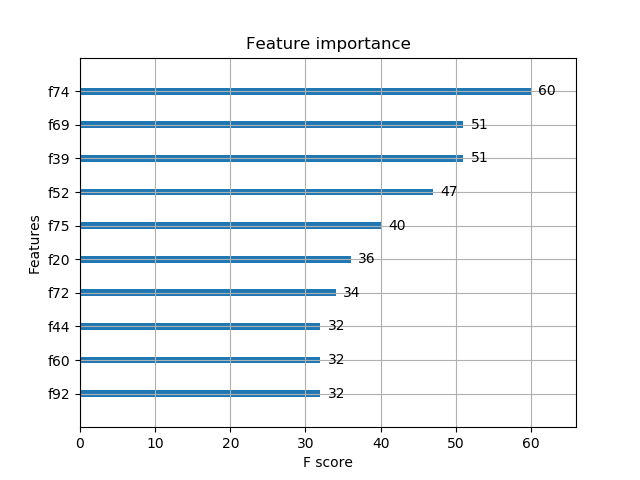 Feature importance
f74 60
f69 51
f39 51
f52 47
f75 40
f20 36
f72 34
f44 32
f60 32
f92 32
Features
0 10 20 30 40 50 60
F score